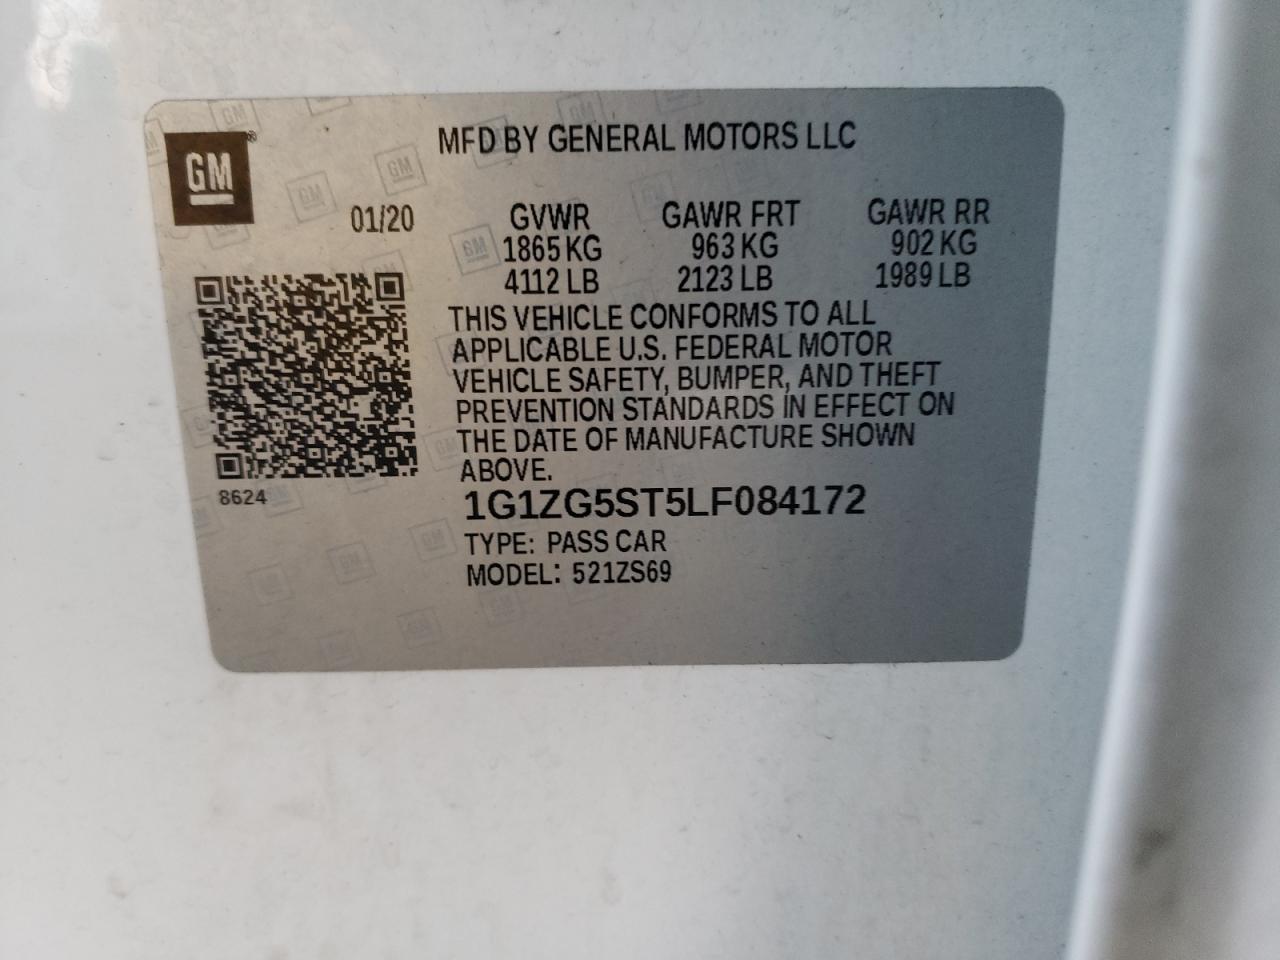 GM®
MFD BY GENERAL MOTORS LLC
01/20
GVWR GAWR FRT GAWR RR
1865 KG 963 KG 902 KG
4112 LB 2123 LB 1989 LB
THIS VEHICLE CONFORMS TO ALL
APPLICABLE U.S. FEDERAL MOTOR
VEHICLE SAFETY, BUMPER, AND THEFT
PREVENTION STANDARDS IN EFFECT ON
THE DATE OF MANUFACTURE SHOWN
ABOVE.
8624
1G1ZG5ST5LF084172
TYPE: PASS CAR
MODEL: 521ZS69